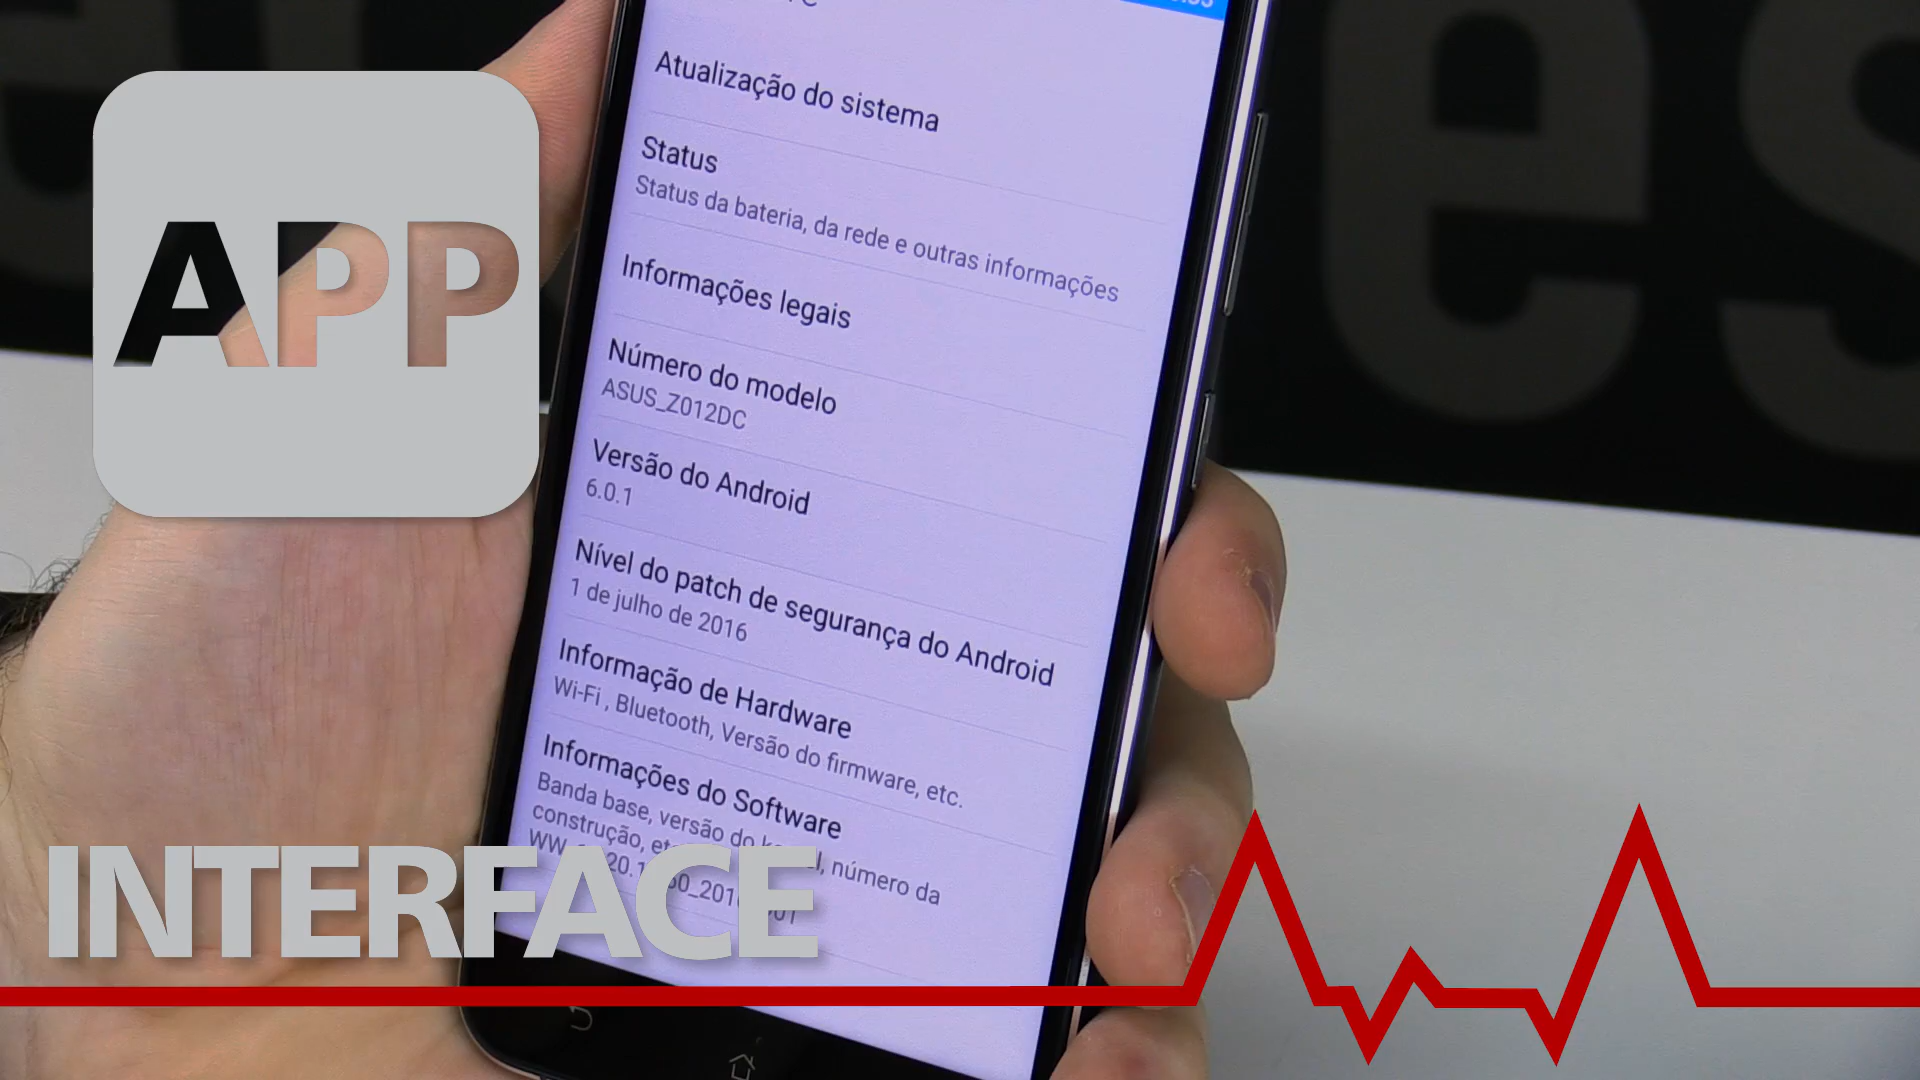 Atualização do sistema
Status
Status da bateria, da rede e outras informações
Informações legais
Número do modelo
ASUS_Z012DC
Versão do Android
6.0.1
Nível do patch de segurança do Android
1 de julho de 2016
Informação de Hardware
Wi-Fi , Bluetooth, Versão do firmware, etc.
Informações do Software
Banda base, versão do número da
construção,
APP
INTERFACE
es